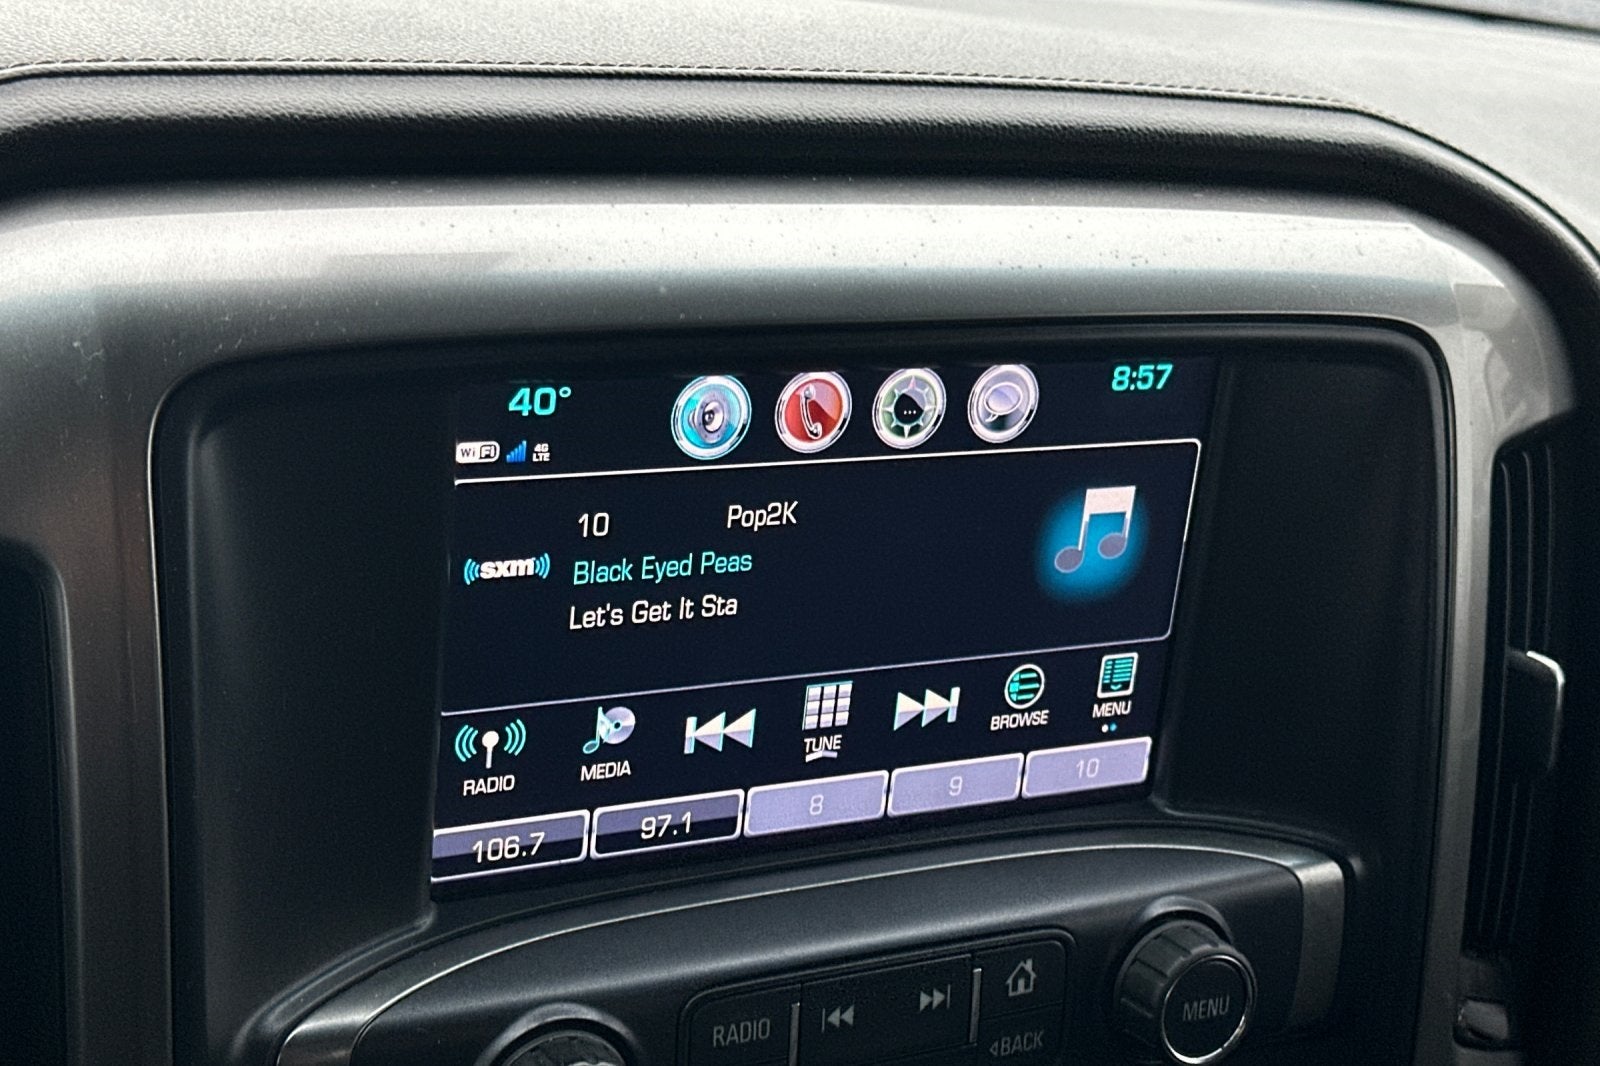 40°
8:57
WiFi 4G LTE
10 Pop2K
((sxm))
Black Eyed Peas
Let's Get It Sta
RADIO
MEDIA
TUNE
BROWSE
MENU
106.7
97.1
8
9
10
RADIO
BACK
MENU